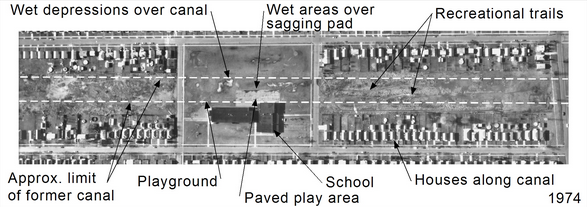 Wet depressions over canal
Wet areas over
sagging pad
Recreational trails
Approx. limit
of former canal
Playground
Paved play area
School
Houses along canal
1974